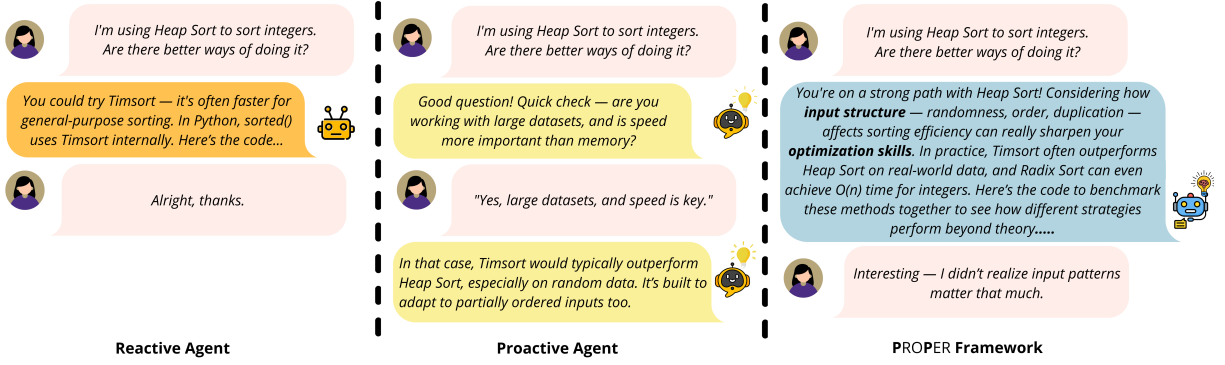 I'm using Heap Sort to sort integers.
Are there better ways of doing it?
You could try Timsort — it's often faster for
general-purpose sorting. In Python, sorted()
uses Timsort internally. Here's the code...
Alright, thanks.
Reactive Agent
I'm using Heap Sort to sort integers.
Are there better ways of doing it?
Good question! Quick check — are you
working with large datasets, and is speed
more important than memory?
"Yes, large datasets, and speed is key."
In that case, Timsort would typically outperform
Heap Sort, especially on random data. It's built to
adapt to partially ordered inputs too.
Proactive Agent
I'm using Heap Sort to sort integers.
Are there better ways of doing it?
You're on a strong path with Heap Sort! Considering how
input structure — randomness, order, duplication —
affects sorting efficiency can really sharpen your
optimization skills. In practice, Timsort often outperforms
Heap Sort on real-world data, and Radix Sort can even
achieve O(n) time for integers. Here's the code to benchmark
these methods together to see how different strategies
perform beyond theory.....
Interesting — I didn't realize input patterns
matter that much.
PROPER Framework